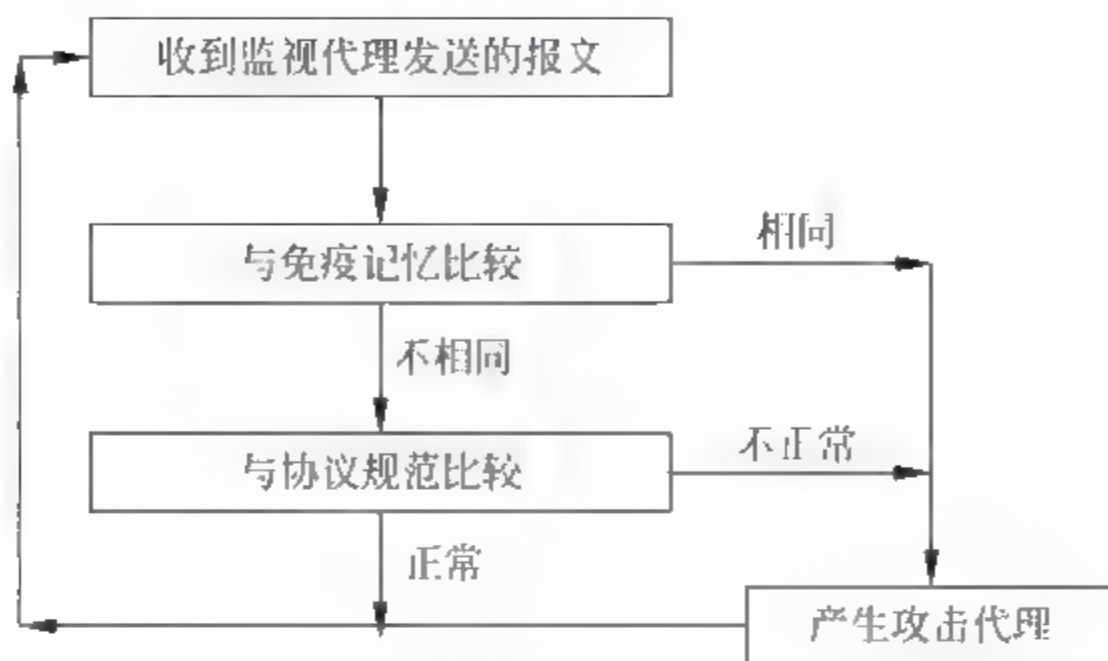 收到监视代理发送的报文
与免疫记忆比较
相同
不相同
与协议规范比较
不正常
正常
产生攻击代理